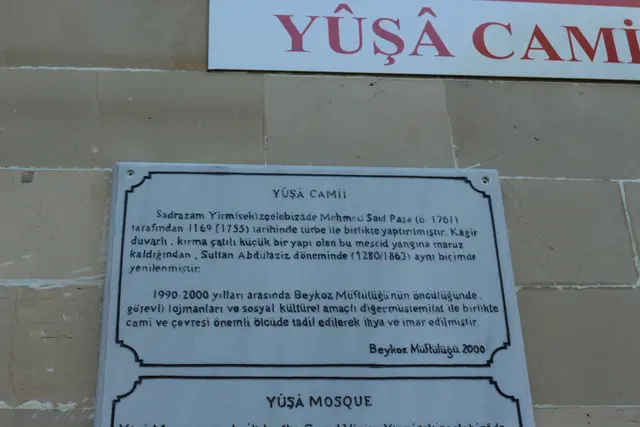 YÛŞÂ CAMİİ
YÛŞÂ CAMİİ
Sadrazam Yirmisekizçelebizâde Mehmed Said Paşa (ö. 1761)
tarafından 1169 (1755) tarihinde türbe ile birlikte yaptırılmıştır. Kâgir
duvarlı, kırma çatılı küçük bir yapı olan bu mescid yangına maruz
kaldığından, Sultan Abdülaziz döneminde (1280/1863) aynı biçimde
yenilenmiştir.
1990-2000 yılları arasında Beykoz Müftülüğü'nün öncülüğünde,
görevli lojmanları ve sosyal kültürel amaçlı diğer müştemilat ile birlikte
cami ve çevresi önemli ölçüde tadil edilerek ihya ve imar edilmiştir.
Beykoz Müftülüğü 2000
YÛŞÂ MOSQUE